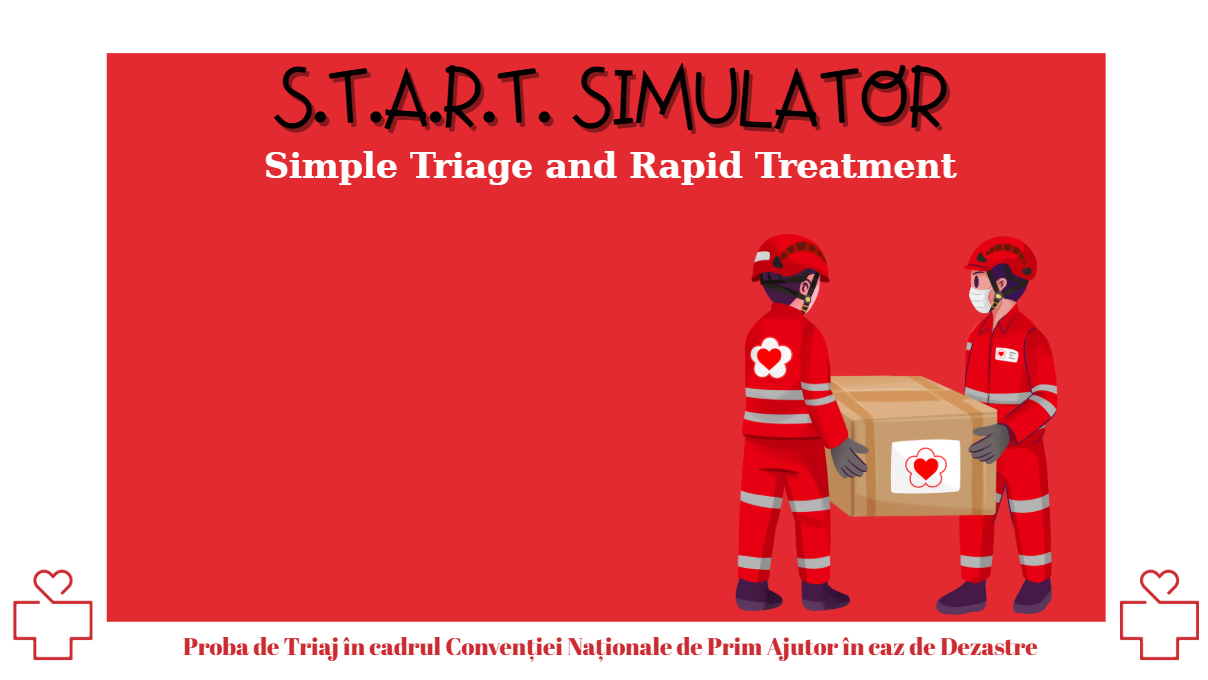 S.T.A.R.T. SIMULATOR
Simple Triage and Rapid Treatment
Proba de Triaj în cadrul Convenției Naționale de Prim Ajutor în caz de Dezastre